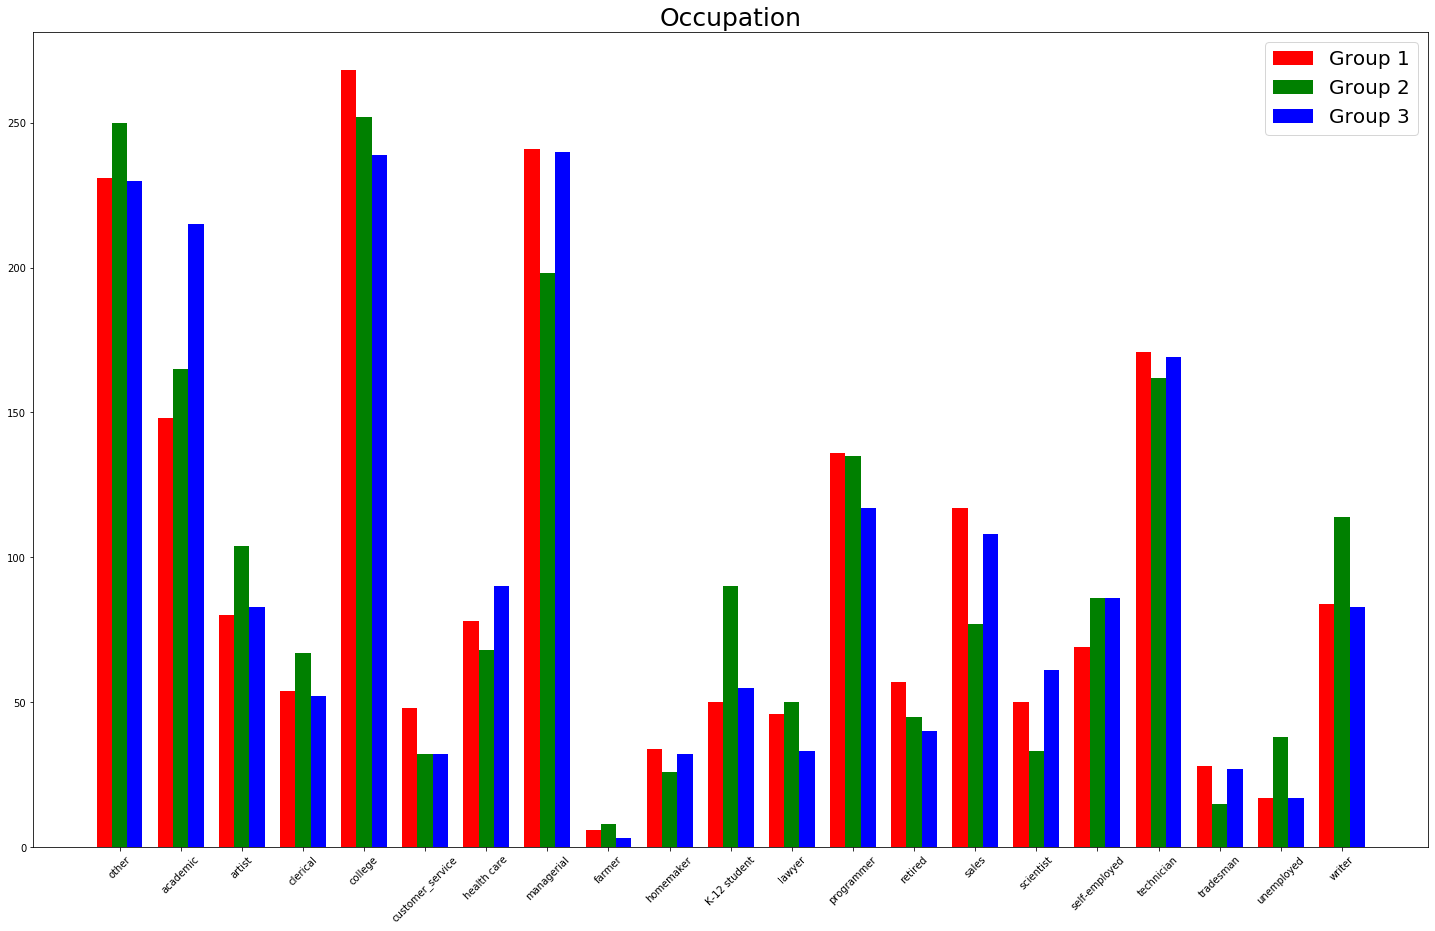 Occupation
Group 1
Group 2
Group 3
250
200
150
100
50
0
other
academic
artist
clerical
college
customer_service
health care
managerial
farmer
homemaker
K-12 student
lawyer
programmer
retired
sales
scientist
self-employed
technician
tradesman
unemployed
writer